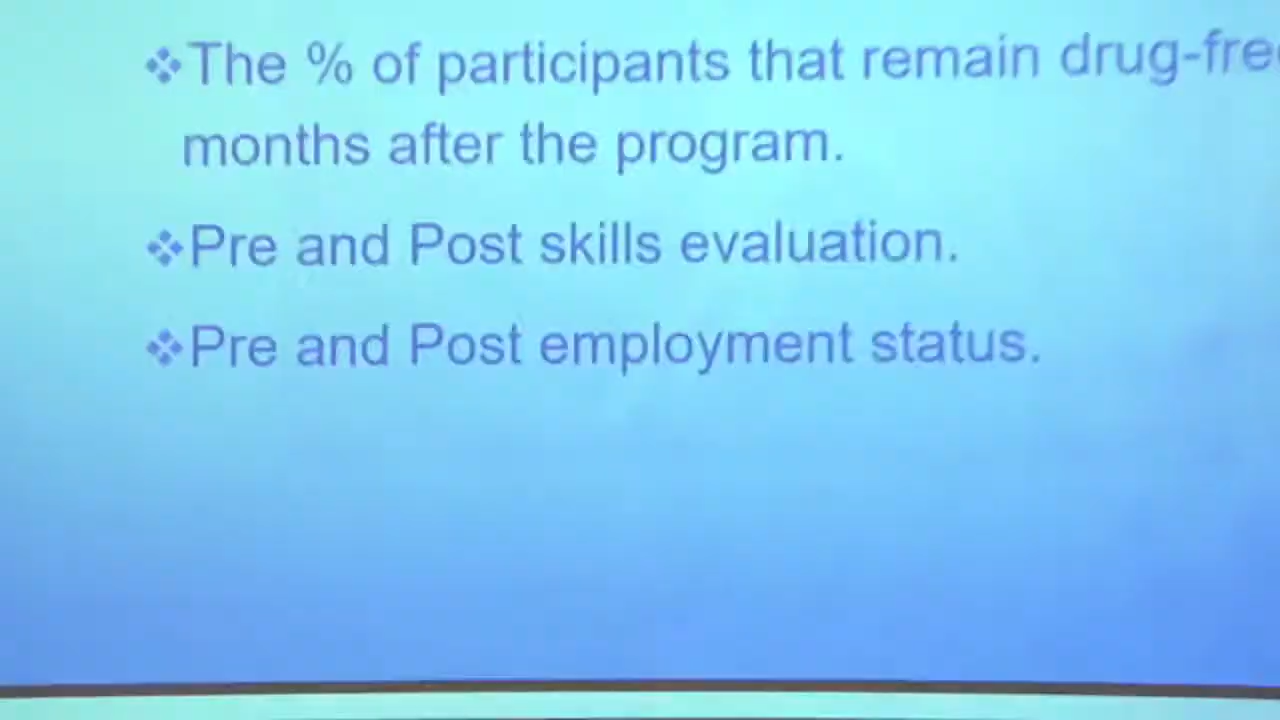 ❖The % of participants that remain drug-fre
months after the program.
❖Pre and Post skills evaluation.
❖Pre and Post employment status.